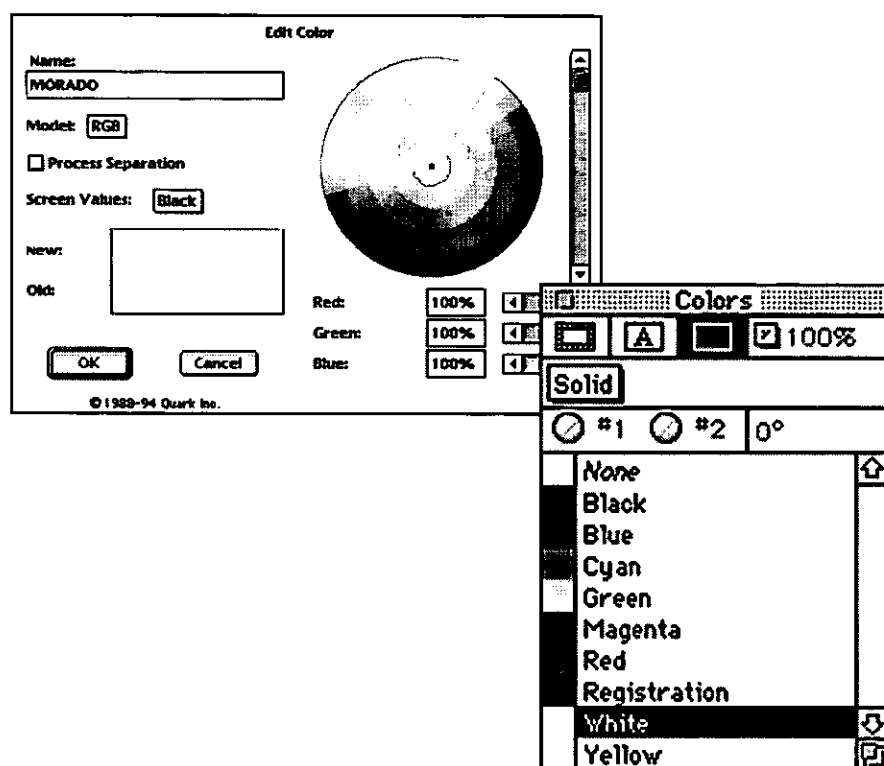 Edit Color
Name:
MORADO
Model: RGB
Process Separation
Screen Values: Black
New:
Old:
Red: 100%
Green: 100%
Blue: 100%
OK Cancel
©1988-94 Quark Inc.
Colors
A 100%
Solid
#1 #2 0°
None
Black
Blue
Cyan
Green
Magenta
Red
Registration
White
Yellow